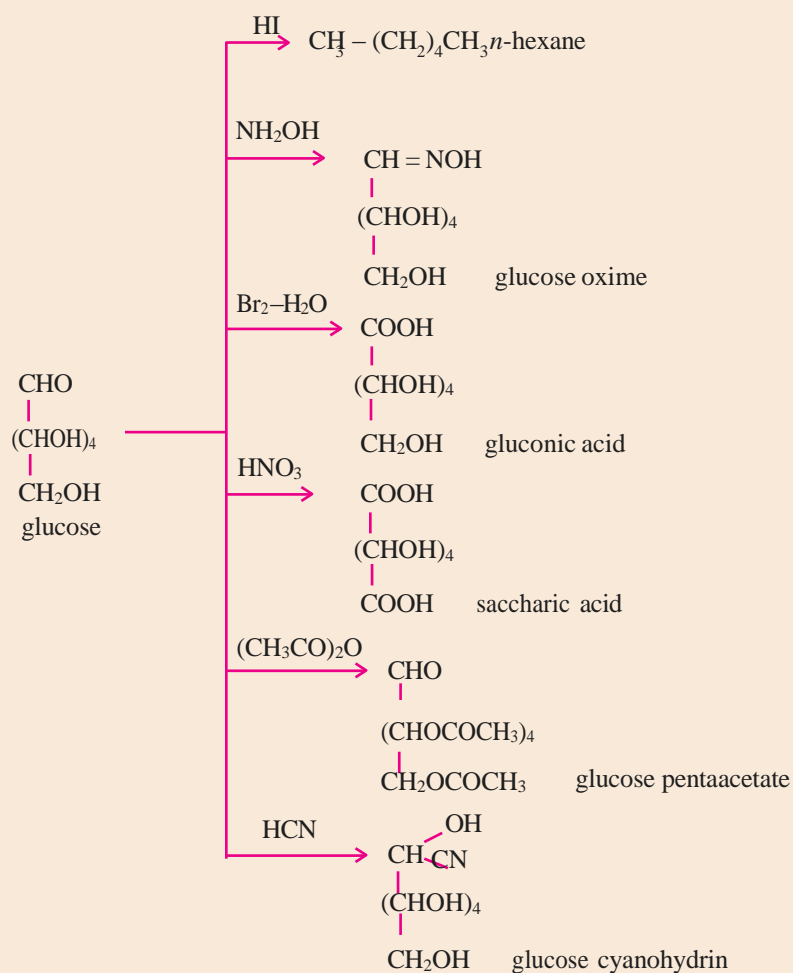 HI
CH3 – (CH2)4CH3n-hexane
NH2OH
CH = NOH
(CHOH)4
CH2OH glucose oxime
Br2–H2O
COOH
(CHOH)4
CH2OH gluconic acid
CHO
(CHOH)4
CH2OH
glucose
HNO3
COOH
(CHOH)4
COOH saccharic acid
(CH3CO)2O
CHO
(CHOCOCH3)4
CH2OCOCH3 glucose pentaacetate
HCN
OH
CH CN
(CHOH)4
CH2OH glucose cyanohydrin